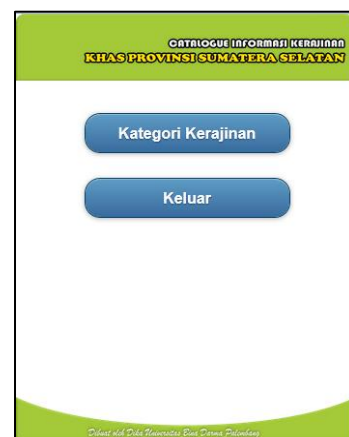 CATALOGUE INFORMASI KERAJINAN
KHAS PROVINSI SUMATERA SELATAN
Kategori Kerajinan
Keluar
Dibuat oleh Dika Universitas Bina Darma Palembang